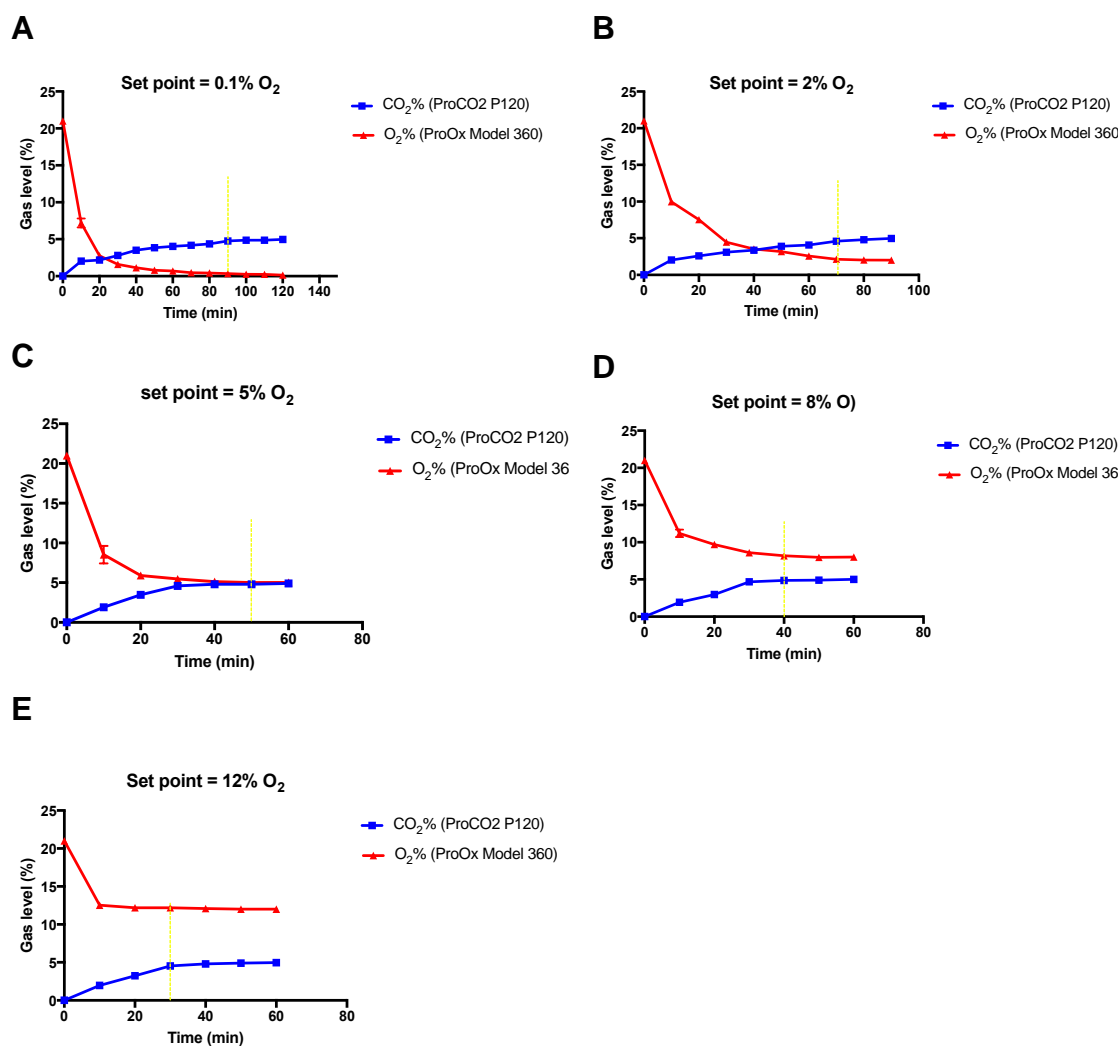 A
Set point = 0.1% O₂
CO₂% (ProCO2 P120)
O₂% (ProOx Model 360)
Gas level (%)
25
20
15
10
5
0
0 20 40 60 80 100 120 140
Time (min)
B
Set point = 2% O₂
CO₂% (ProCO2 P120)
O₂% (ProOx Model 360
Gas level (%)
25
20
15
10
5
0
0 20 40 60 80 100
Time (min)
C
set point = 5% O₂
CO₂% (ProCO2 P120)
O₂% (ProOx Model 36
Gas level (%)
25
20
15
10
5
0
0 20 40 60 80
Time (min)
D
Set point = 8% O)
CO₂% (ProCO2 P120)
O₂% (ProOx Model 36
Gas level (%)
25
20
15
10
5
0
0 20 40 60 80
Time (min)
E
Set point = 12% O₂
CO₂% (ProCO2 P120)
O₂% (ProOx Model 360)
Gas level (%)
25
20
15
10
5
0
0 20 40 60 80
Time (min)